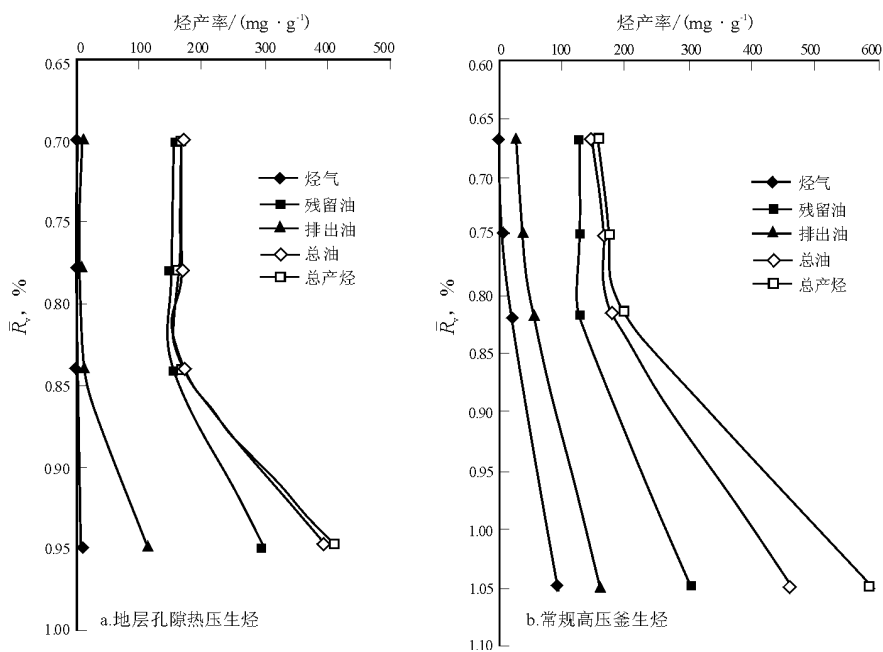 烃产率/(mg·g⁻¹)
0 100 200 300 400 500
0.65
0.70
0.75
0.80
0.85
0.90
0.95
1.00
R̄ᵥ, %
烃气
残留油
排出油
总油
总产烃
a.地层孔隙热压生烃
烃产率/(mg·g⁻¹)
0 100 200 300 400 500 600
0.60
0.65
0.70
0.75
0.80
0.85
0.90
0.95
1.00
1.05
1.10
R̄ᵥ, %
烃气
残留油
排出油
总油
总产烃
b.常规高压釜生烃